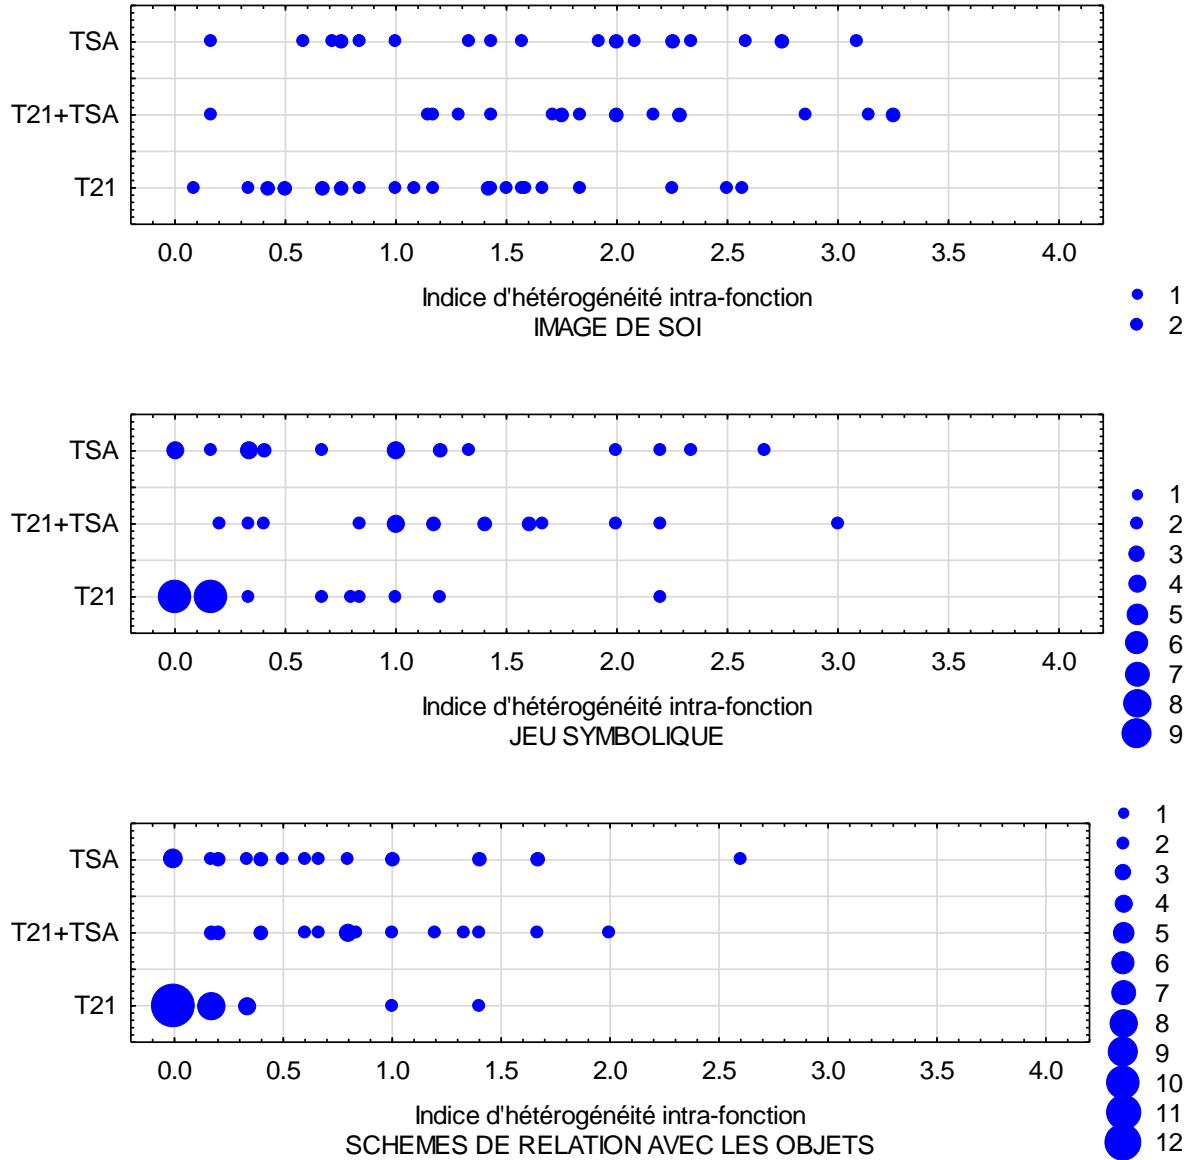 TSA
T21+TSA
T21
0.0 0.5 1.0 1.5 2.0 2.5 3.0 3.5 4.0
Indice d'hétérogénéité intra-fonction
IMAGE DE SOI
1
2
TSA
T21+TSA
T21
0.0 0.5 1.0 1.5 2.0 2.5 3.0 3.5 4.0
Indice d'hétérogénéité intra-fonction
JEU SYMBOLIQUE
1
2
3
4
5
6
7
8
9
TSA
T21+TSA
T21
0.0 0.5 1.0 1.5 2.0 2.5 3.0 3.5 4.0
Indice d'hétérogénéité intra-fonction
SCHEMES DE RELATION AVEC LES OBJETS
1
2
3
4
5
6
7
8
9
10
11
12